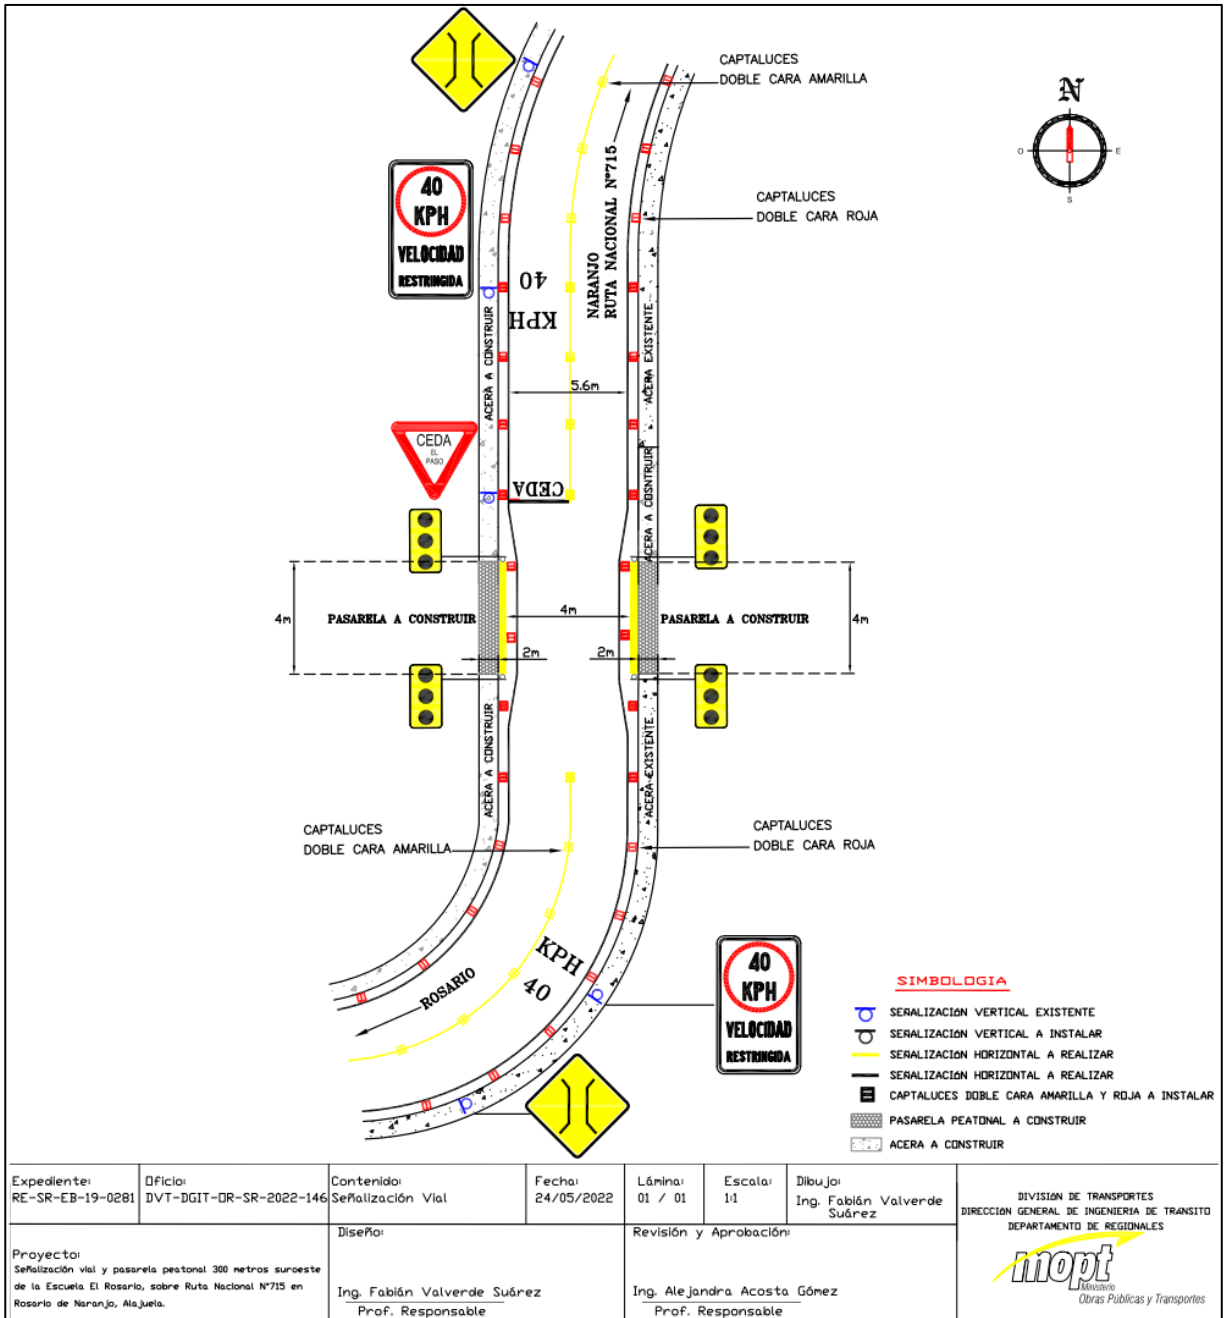 CAPTALUCES
DOBLE CARA AMARILLA
N
O
E
S
NARANJO
RUTA NACIONAL N°715
40
KPH
VELOCIDAD
RESTRINGIDA
CAPTALUCES
DOBLE CARA ROJA
40
KPH
ACERA A CONSTRUIR
ACERA EXISTENTE
5.6m
CEDA
EL
PASO
CEDA
ACERA A COSNTRUIR
4m
PASARELA A CONSTRUIR
4m
PASARELA A CONSTRUIR
4m
2m
2m
ACERA A CONSTRUIR
ACERA EXISTENTE
CAPTALUCES
DOBLE CARA AMARILLA
CAPTALUCES
DOBLE CARA ROJA
ROSARIO
KPH
40
40
KPH
VELOCIDAD
RESTRINGIDA
SIMBOLOGIA
SEÑALIZACIÓN VERTICAL EXISTENTE
SEÑALIZACIÓN VERTICAL A INSTALAR
SEÑALIZACIÓN HORIZONTAL A REALIZAR
SEÑALIZACIÓN HORIZONTAL A REALIZAR
CAPTALUCES DOBLE CARA AMARILLA Y ROJA A INSTALAR
PASARELA PEATONAL A CONSTRUIR
ACERA A CONSTRUIR
Expediente:
RE-SR-EB-19-0281
Oficio:
DVT-DGIT-OR-SR-2022-146
Contenido:
Señalización Vial
Fecha:
24/05/2022
Lámina:
01 / 01
Escala:
1:1
Dibujo:
Ing. Fabián Valverde
Suárez
Proyecto:
Señalización vial y pasarela peatonal 300 metros suroeste
de la Escuela El Rosario, sobre Ruta Nacional N°715 en
Rosario de Naranjo, Alajuela.
Diseño:
Ing. Fabián Valverde Suárez
Prof. Responsable
Revisión y Aprobación:
Ing. Alejandra Acosta Gómez
Prof. Responsable
DIVISIÓN DE TRANSPORTES
DIRECCIÓN GENERAL DE INGENIERIA DE TRÁNSITO
DEPARTAMENTO DE REGIONALES
mopt
Ministerio
Obras Públicas y Transportes